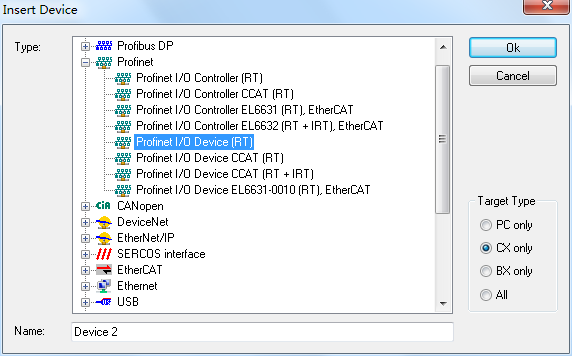 Insert Device
Type:
Profibus DP
Profinet
Profinet I/O Controller (RT)
Profinet I/O Controller CCAT (RT)
Profinet I/O Controller EL6631 (RT), EtherCAT
Profinet I/O Controller EL6632 (RT + IRT), EtherCAT
Profinet I/O Device (RT)
Profinet I/O Device CCAT (RT)
Profinet I/O Device CCAT (RT + IRT)
Profinet I/O Device EL6631-0010 (RT), EtherCAT
CiA CANopen
DeviceNet
EtherNet/IP
SERCOS interface
EtherCAT
Ethernet
USB
Ok
Cancel
Target Type
PC only
CX only
BX only
All
Name:
Device 2